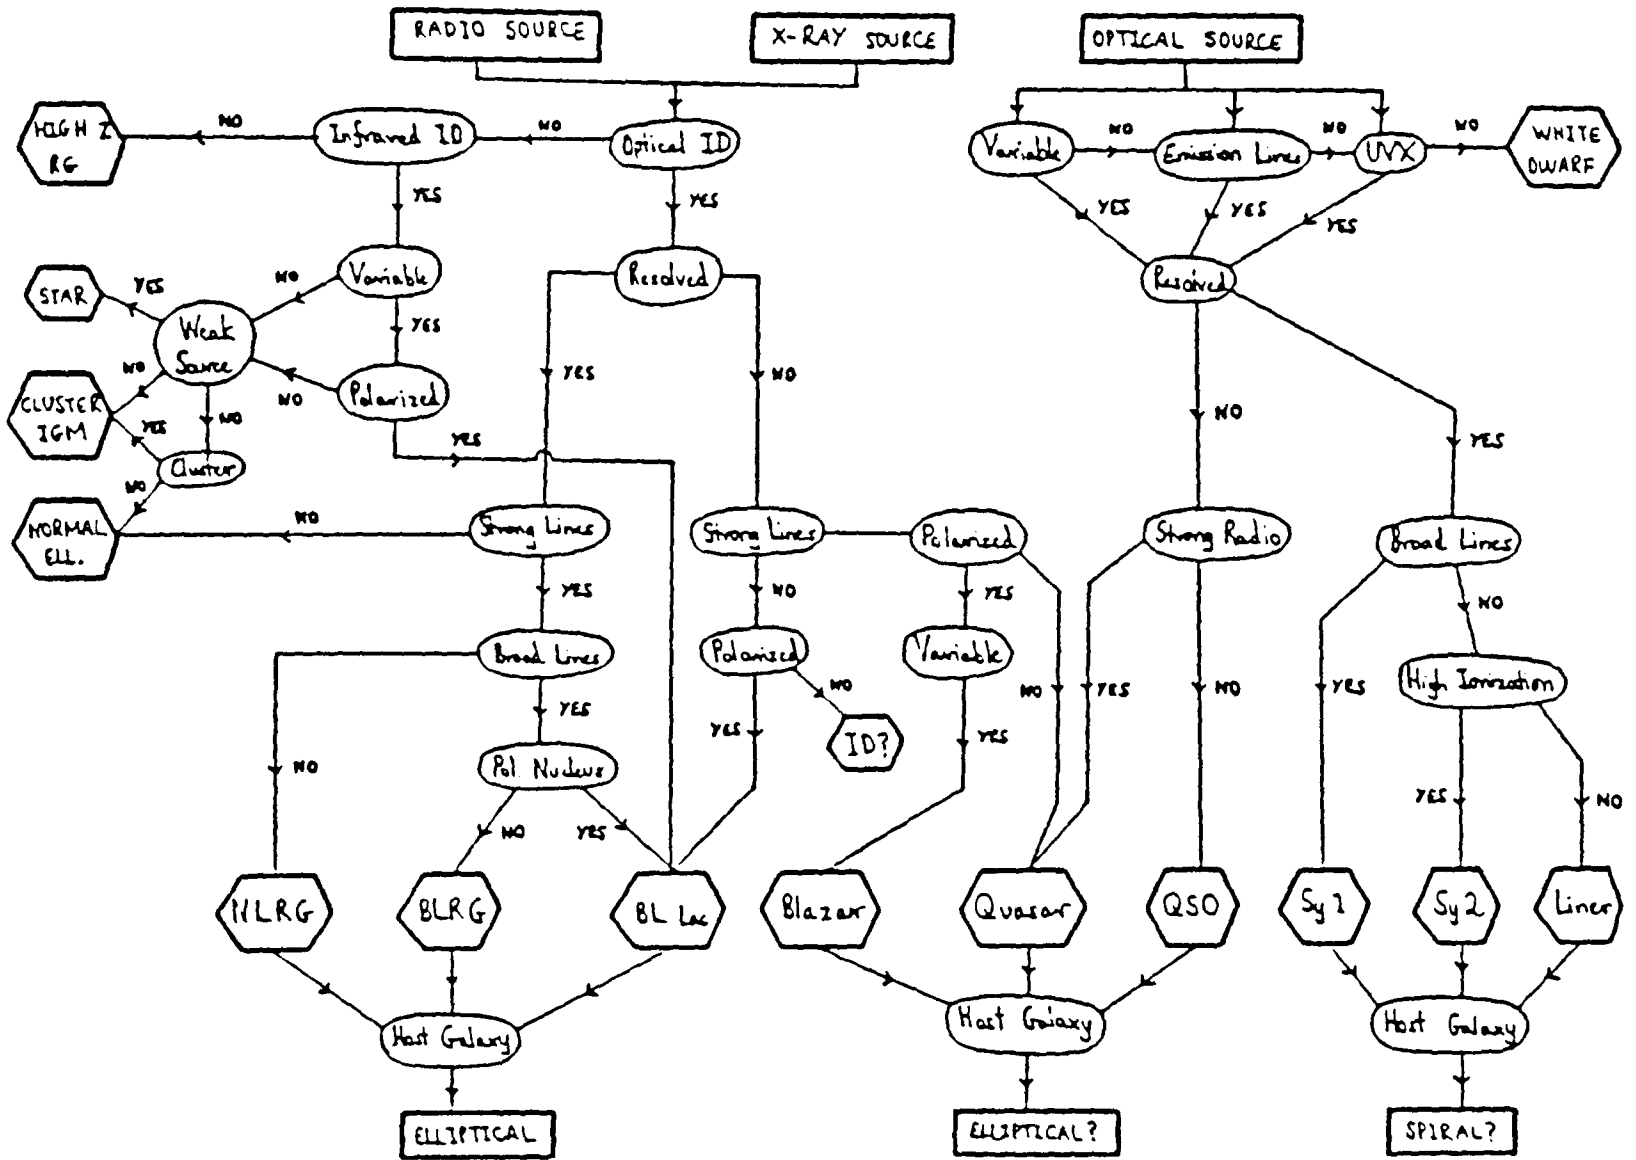 RADIO SOURCE
X-RAY SOURCE
OPTICAL SOURCE
HIGH Z
RG
NO
Infrared ID
NO
Optical ID
Variable
NO
Emission Lines
NO
UVX
NO
WHITE
DWARF
YES
YES
YES
YES
YES
STAR
YES
Weak
Source
NO
Variable
Resolved
Resolved
YES
NO
NO
Polarized
YES
NO
NO
YES
CLUSTER
IGM
YES
NO
Cluster
YES
NO
NORMAL
ELL.
NO
Strong Lines
Strong Lines
Polarized
Strong Radio
Broad Lines
YES
NO
YES
NO
Broad Lines
Polarized
Variable
High Ionization
NO
NO
YES
NO
YES
YES
YES
YES
Pol. Nucleus
ID?
NO
NO
YES
YES
NO
NLRG
BLRG
BL Lac
Blazar
Quasar
QSO
Sy1
Sy2
Liner
Host Galaxy
Host Galaxy
Host Galaxy
ELLIPTICAL
ELLIPTICAL?
SPIRAL?